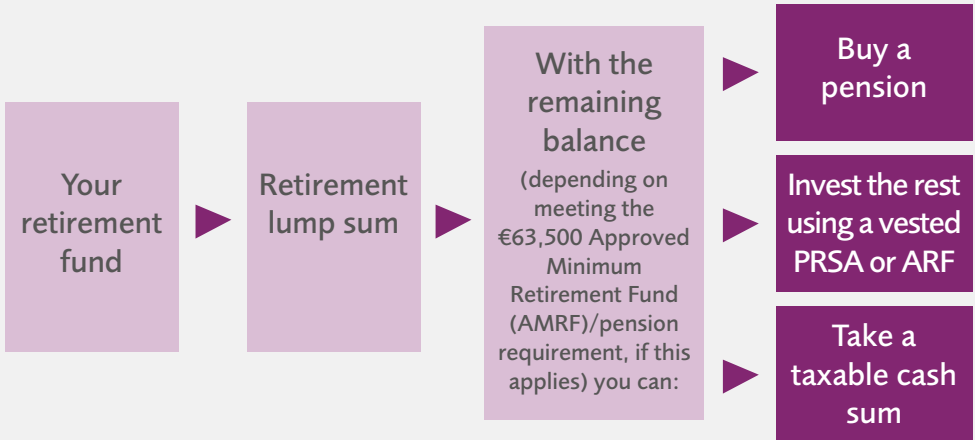 Your
retirement
fund
Retirement
lump sum
With the
remaining
balance
(depending on
meeting the
€63,500 Approved
Minimum
Retirement Fund
(AMRF)/pension
requirement, if this
applies) you can:
Buy a
pension
Invest the rest
using a vested
PRSA or ARF
Take a
taxable cash
sum